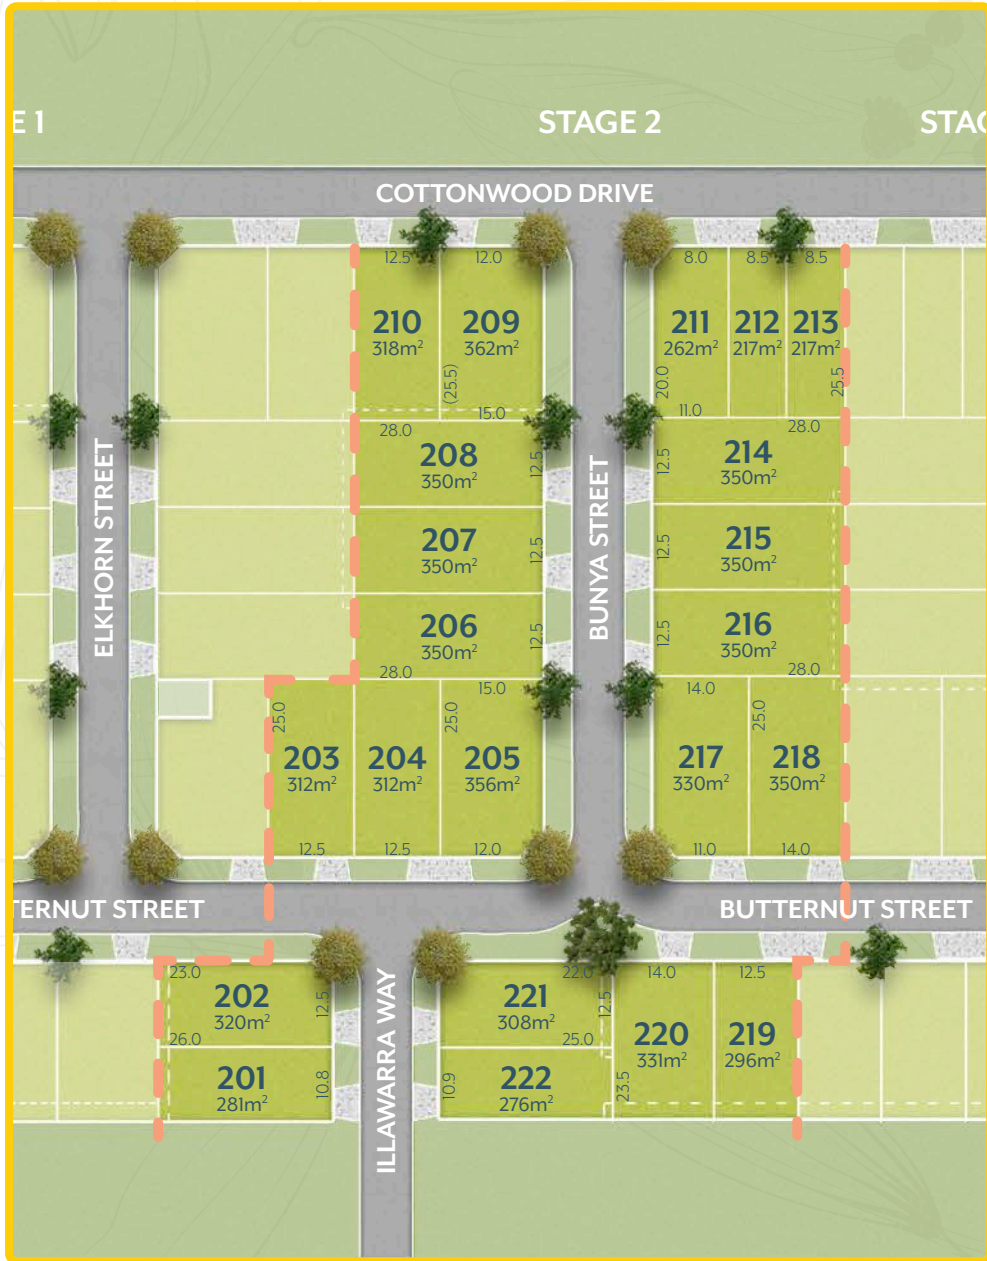 E 1
STAGE 2
STAG
COTTONWOOD DRIVE
12.5
12.0
8.0
8.5
8.5
210
318m²
209
362m²
211
262m²
212
217m²
213
217m²
(25.5)
20.0
25.5
15.0
11.0
28.0
28.0
208
350m²
12.5
12.5
214
350m²
ELKHORN STREET
BUNYA STREET
207
350m²
12.5
12.5
215
350m²
206
350m²
12.5
12.5
216
350m²
28.0
28.0
15.0
14.0
25.0
25.0
25.0
203
312m²
204
312m²
205
356m²
217
330m²
218
350m²
12.5
12.5
12.0
11.0
14.0
TERNUT STREET
BUTTERNUT STREET
23.0
22.0
14.0
12.5
202
320m²
12.5
ILLAWARRA WAY
221
308m²
12.5
220
331m²
219
296m²
26.0
25.0
201
281m²
10.8
10.9
222
276m²
23.5